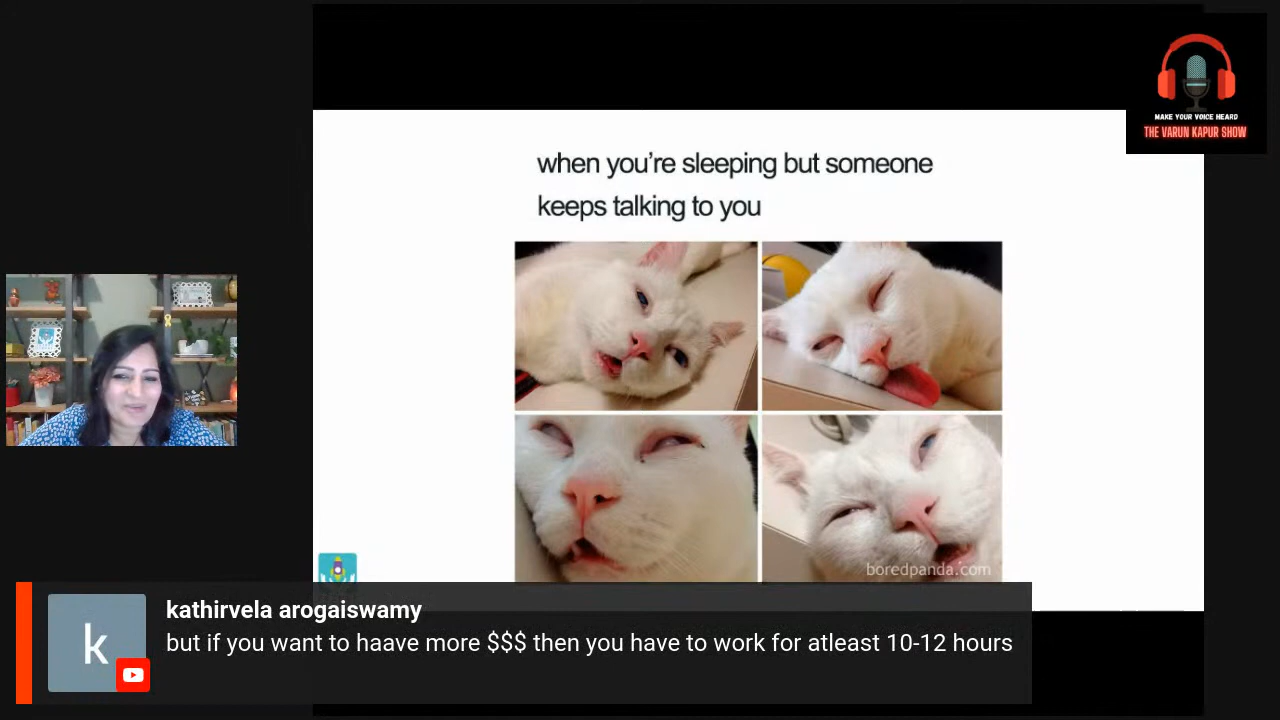 MAKE YOUR VOICE HEARD
THE VARUN KAPUR SHOW
when you’re sleeping but someone
keeps talking to you
boredpanda.com
k
kathirvela arogaiswamy
but if you want to haave more $$$ then you have to work for atleast 10-12 hours